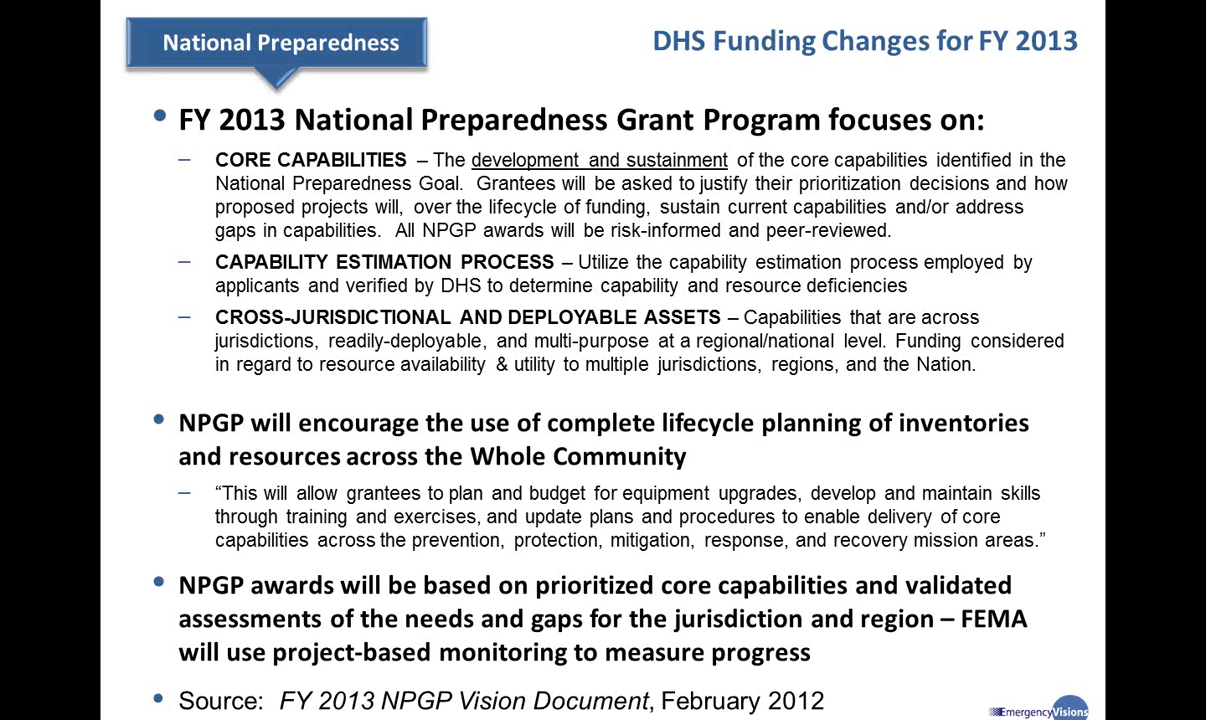 National Preparedness
DHS Funding Changes for FY 2013
• FY 2013 National Preparedness Grant Program focuses on:
– CORE CAPABILITIES – The development and sustainment of the core capabilities identified in the
National Preparedness Goal. Grantees will be asked to justify their prioritization decisions and how
proposed projects will, over the lifecycle of funding, sustain current capabilities and/or address
gaps in capabilities. All NPGP awards will be risk-informed and peer-reviewed.
– CAPABILITY ESTIMATION PROCESS – Utilize the capability estimation process employed by
applicants and verified by DHS to determine capability and resource deficiencies
– CROSS-JURISDICTIONAL AND DEPLOYABLE ASSETS – Capabilities that are across
jurisdictions, readily-deployable, and multi-purpose at a regional/national level. Funding considered
in regard to resource availability & utility to multiple jurisdictions, regions, and the Nation.
• NPGP will encourage the use of complete lifecycle planning of inventories
and resources across the Whole Community
– “This will allow grantees to plan and budget for equipment upgrades, develop and maintain skills
through training and exercises, and update plans and procedures to enable delivery of core
capabilities across the prevention, protection, mitigation, response, and recovery mission areas.”
• NPGP awards will be based on prioritized core capabilities and validated
assessments of the needs and gaps for the jurisdiction and region – FEMA
will use project-based monitoring to measure progress
• Source: FY 2013 NPGP Vision Document, February 2012
EmergencyVisions